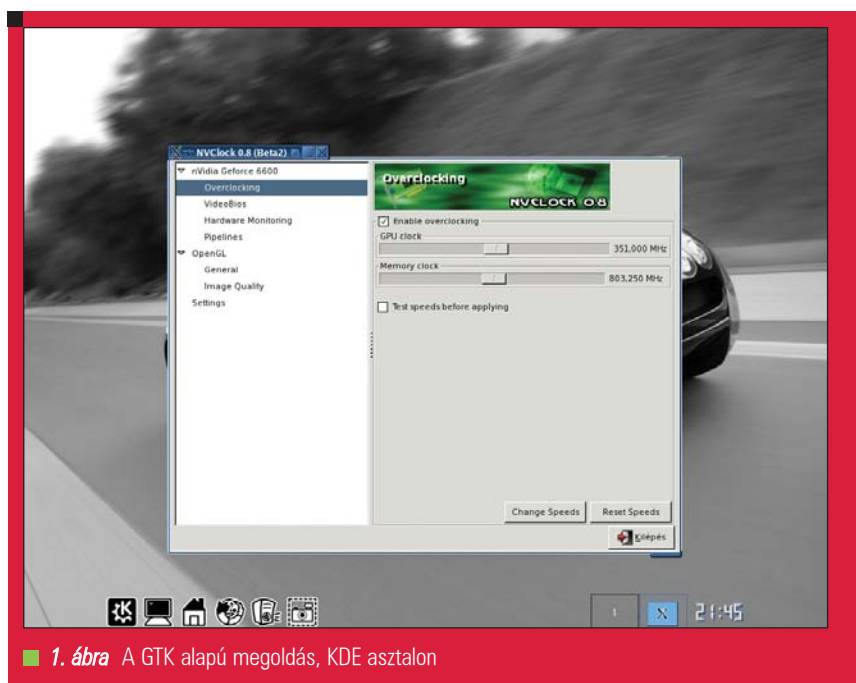 NVClock 0.8 (Beta2)
nVidia Geforce 6600
Overclocking
VideoBios
Hardware Monitoring
Pipelines
OpenGL
General
Image Quality
Settings
Overclocking
NVCLOCK 0.8
Enable overclocking
GPU clock
351,000 MHz
Memory clock
803,250 MHz
Test speeds before applying
Change Speeds
Reset Speeds
Kilépés
1
X
21:45
1. ábra A GTK alapú megoldás, KDE asztalon